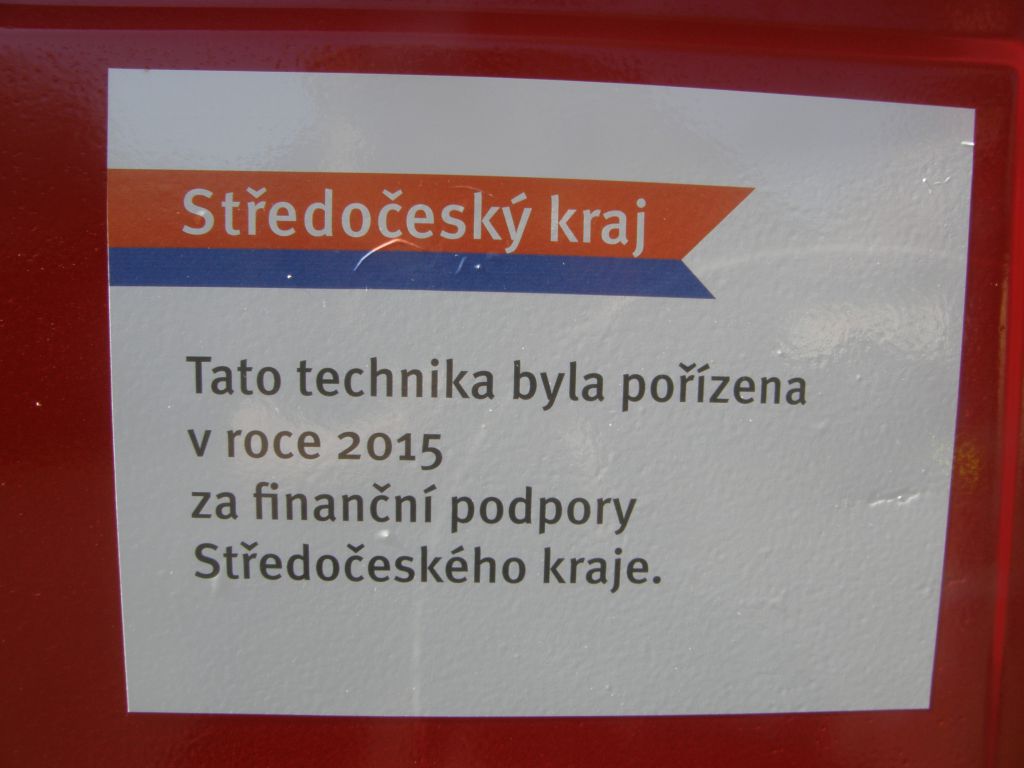 Středočeský kraj
Tato technika byla pořízena
v roce 2015
za finanční podpory
Středočeského kraje.